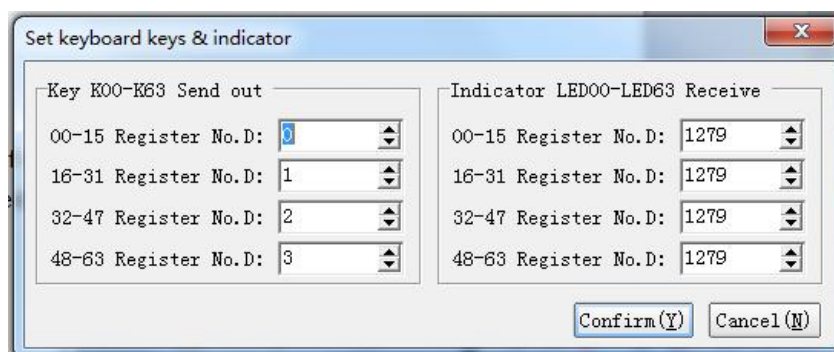 Set keyboard keys & indicator
Key K00-K63 Send out
00-15 Register No.D: 0
16-31 Register No.D: 1
32-47 Register No.D: 2
48-63 Register No.D: 3
Indicator LED00-LED63 Receive
00-15 Register No.D: 1279
16-31 Register No.D: 1279
32-47 Register No.D: 1279
48-63 Register No.D: 1279
Confirm(Y) Cancel(N)